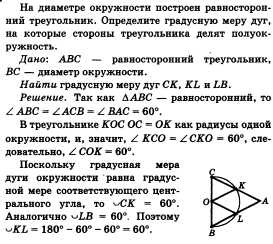 На диаметре окружности построен равносторон-
ний треугольник. Определите градусную меру дуг,
на которые стороны треугольника делят полуок-
ружность.
Дано: ABC — равносторонний треугольник,
BC — диаметр окружности.
Найти градусную меру дуг CK, KL и LB.
Решение. Так как △ABC — равносторонний, то
∠ ABC = ∠ ACB = ∠ BAC = 60°.
В треугольнике KOC OC = OK как радиусы одной
окружности, и, значит, ∠ KCO = ∠CKO = 60°, сле-
довательно, ∠ COK = 60°.
Поскольку градусная мера
дуги окружности равна градус-
ной мере соответствующего цент-
рального угла, то ◡CK = 60°.
Аналогично ◡LB = 60°. Поэтому
◡KL = 180° – 60° – 60° = 60°.
C
K
O
A
L
B